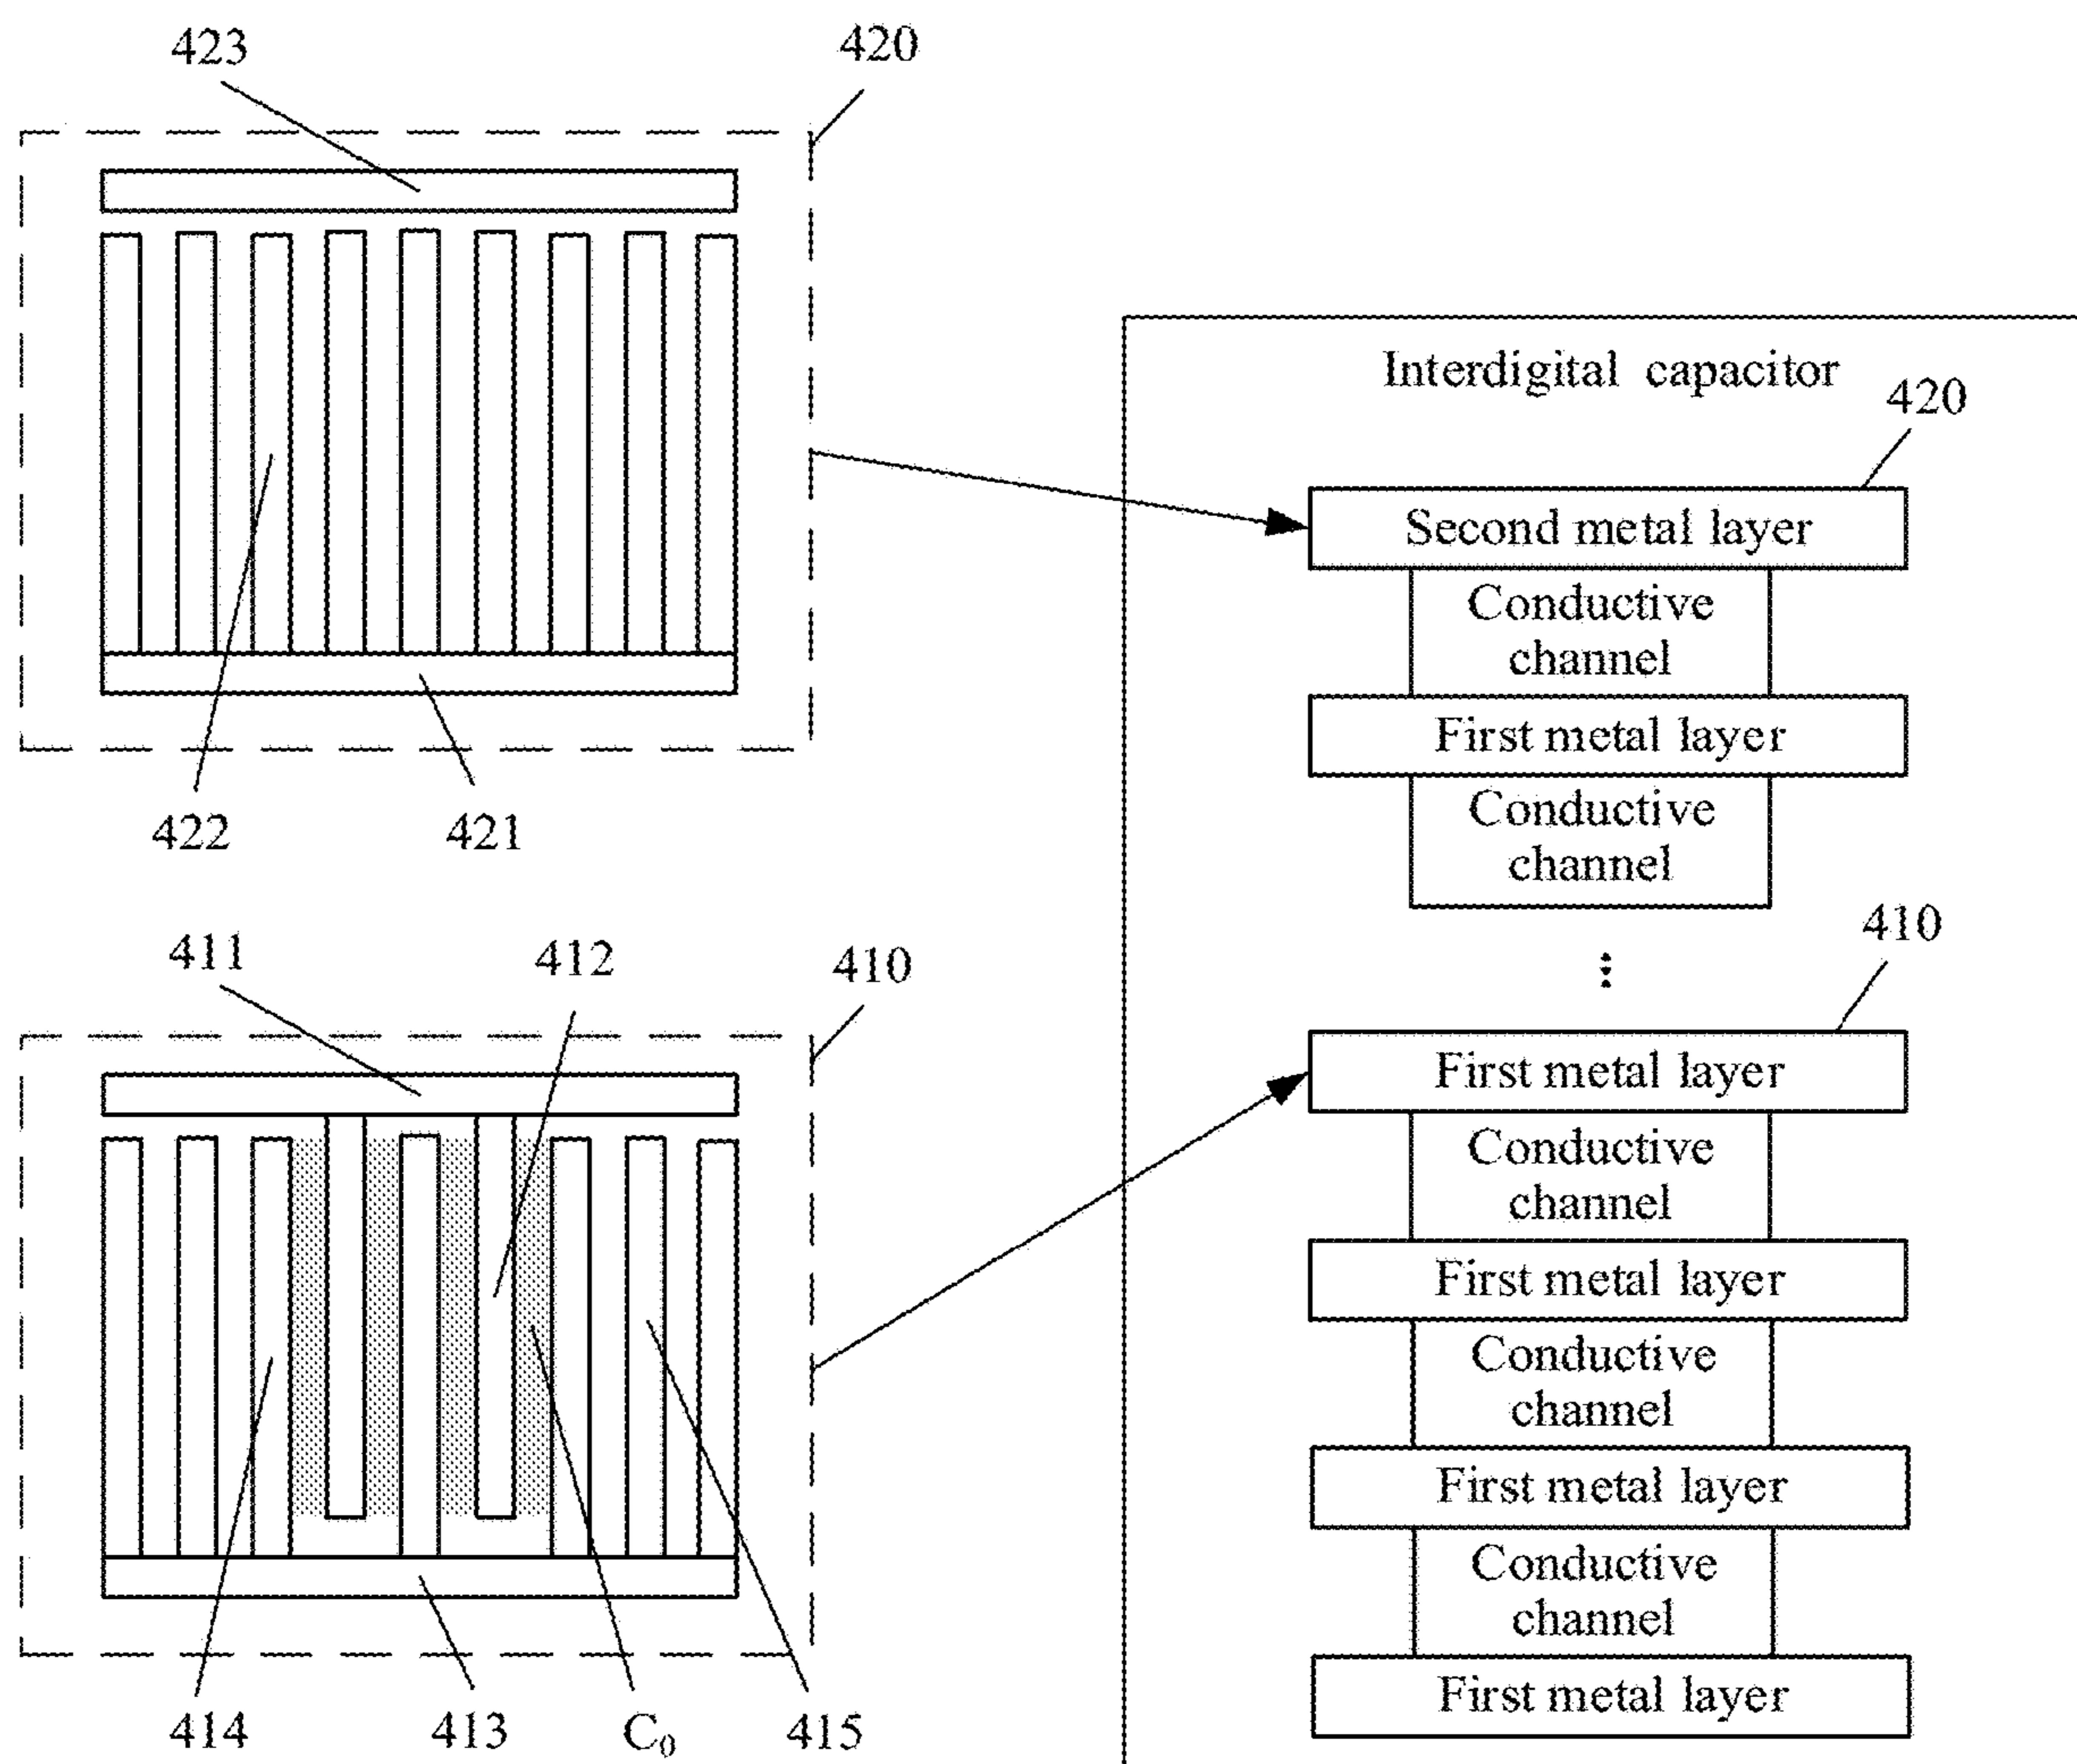 423
420
422
421
411
412
410
414
413
C₀
415
Interdigital capacitor
420
Second metal layer
Conductive
channel
First metal layer
Conductive
channel
⋮
410
First metal layer
Conductive
channel
First metal layer
Conductive
channel
First metal layer
Conductive
channel
First metal layer